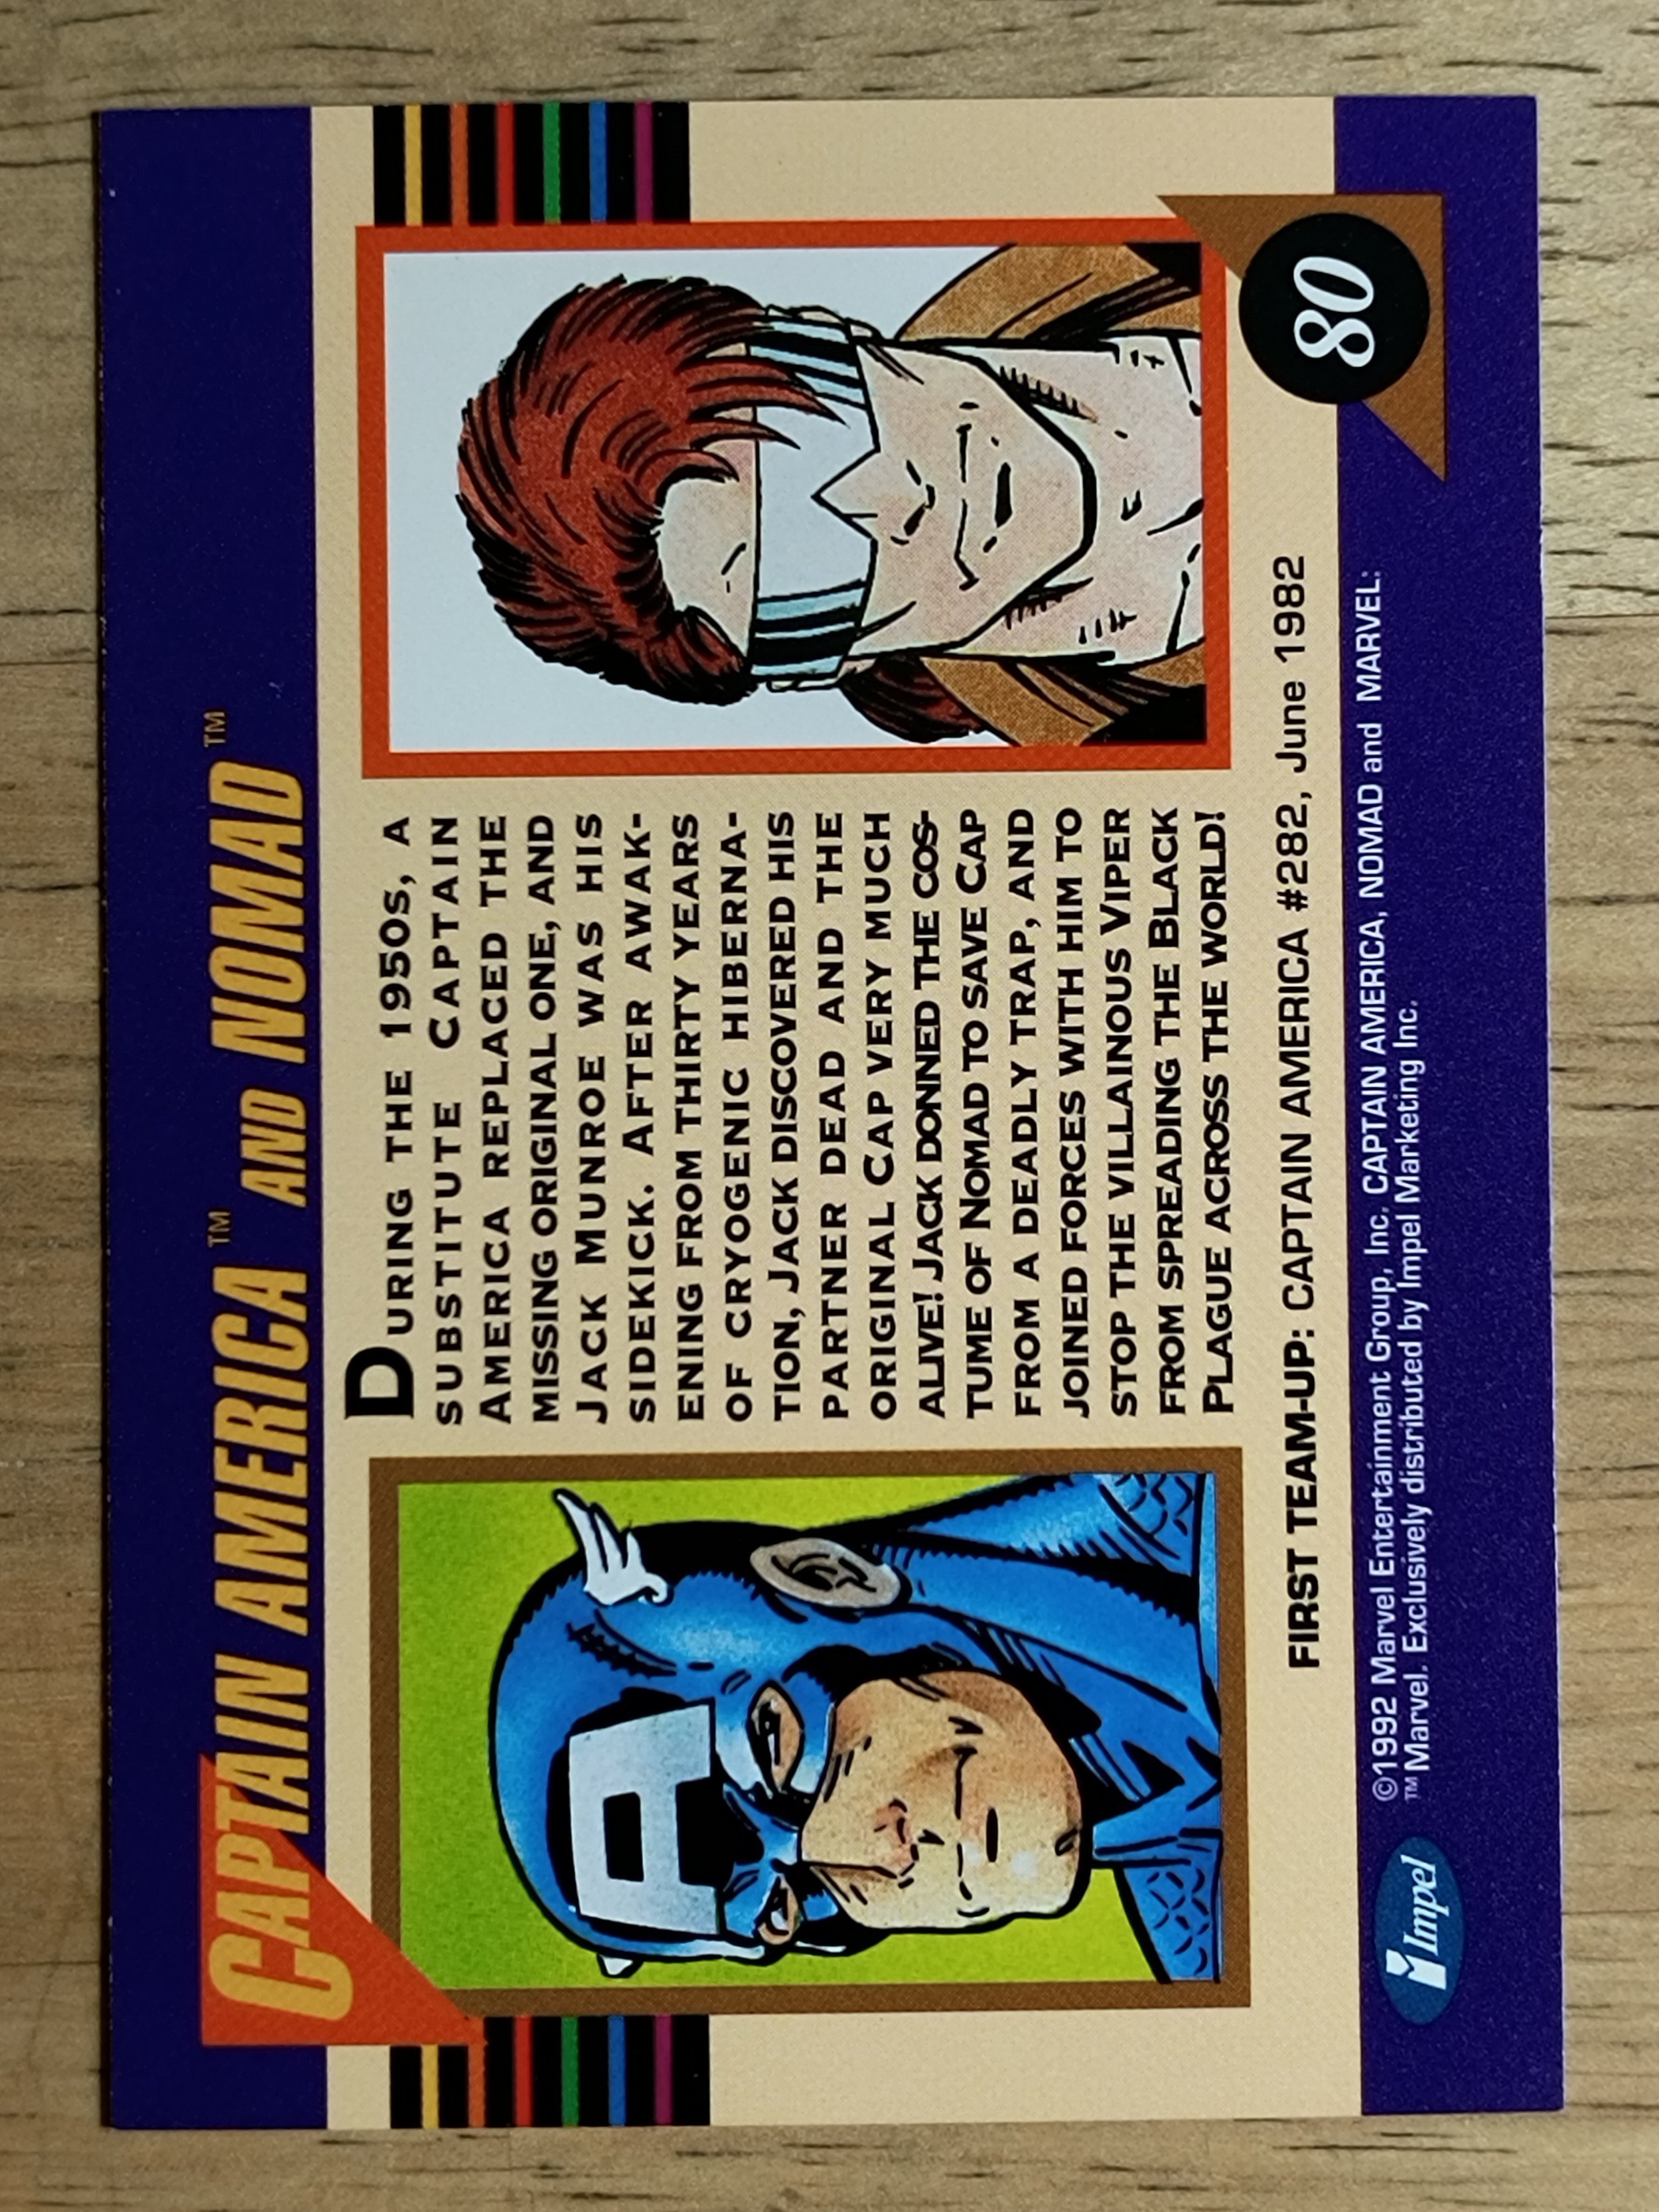 CAPTAIN AMERICA™ AND NOMAD™
DURING THE 1950S, A
SUBSTITUTE CAPTAIN
AMERICA REPLACED THE
MISSING ORIGINAL ONE, AND
JACK MUNROE WAS HIS
SIDEKICK. AFTER AWAK-
ENING FROM THIRTY YEARS
OF CRYOGENIC HIBERNA-
TION, JACK DISCOVERED HIS
PARTNER DEAD AND THE
ORIGINAL CAP VERY MUCH
ALIVE! JACK DONNED THE COS-
TUME OF NOMAD TO SAVE CAP
FROM A DEADLY TRAP, AND
JOINED FORCES WITH HIM TO
STOP THE VILLAINOUS VIPER
FROM SPREADING THE BLACK
PLAGUE ACROSS THE WORLD!
A
FIRST TEAM-UP: CAPTAIN AMERICA #282, June 1982
80
Impel
©1992 Marvel Entertainment Group, Inc. CAPTAIN AMERICA, NOMAD and MARVEL:
™Marvel. Exclusively distributed by Impel Marketing Inc.